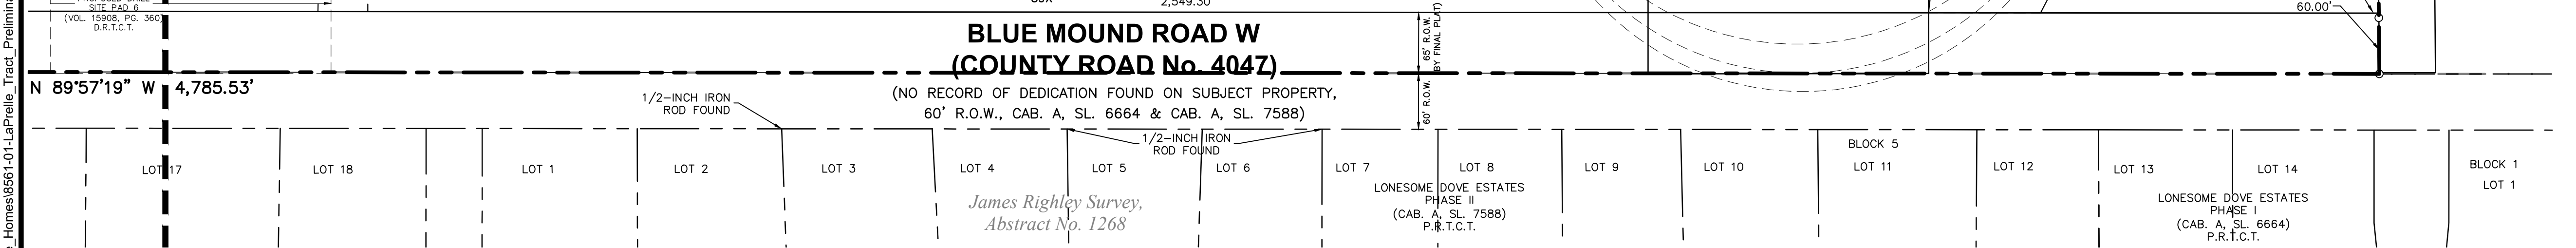 SITE PAD 6
(VOL. 15908, PG. 360)
D.R.T.C.T.
2,549.30'
60.00'
BLUE MOUND ROAD W
(COUNTY ROAD No. 4047)
65' R.O.W.
BY FINAL PLAT)
N 89°57'19" W 4,785.53'
(NO RECORD OF DEDICATION FOUND ON SUBJECT PROPERTY,
60' R.O.W., CAB. A, SL. 6664 & CAB. A, SL. 7588)
60' R.O.W.
1/2-INCH IRON
ROD FOUND
1/2-INCH IRON
ROD FOUND
LOT 17
LOT 18
LOT 1
LOT 2
LOT 3
LOT 4
LOT 5
LOT 6
LOT 7
LOT 8
LOT 9
LOT 10
BLOCK 5
LOT 11
LOT 12
LOT 13
LOT 14
BLOCK 1
LOT 1
James Righley Survey,
Abstract No. 1268
LONESOME DOVE ESTATES
PHASE II
(CAB. A, SL. 7588)
P.R.T.C.T.
LONESOME DOVE ESTATES
PHASE I
(CAB. A, SL. 6664)
P.R.T.C.T.
_Homes\8561-01-LaPrelle_Tract_Prelimina